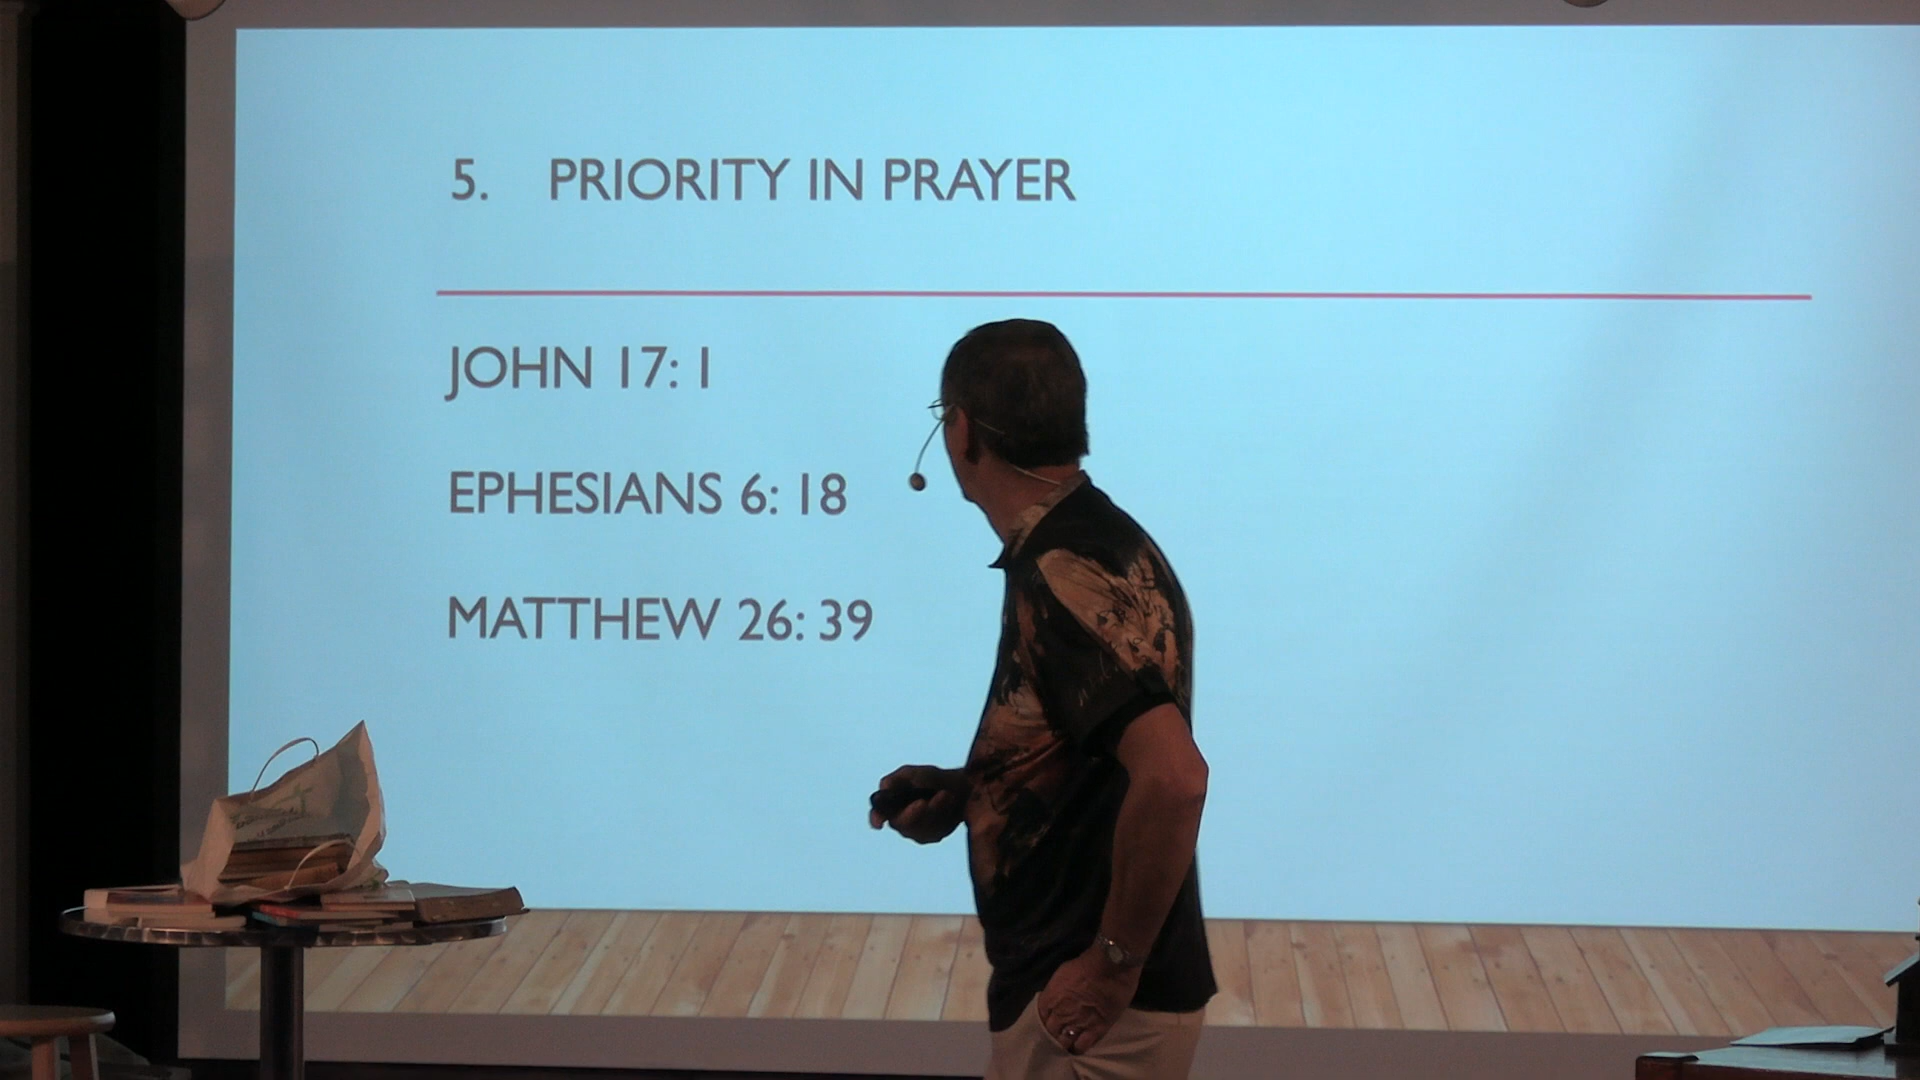 5. PRIORITY IN PRAYER
JOHN 17: 1
EPHESIANS 6: 18
MATTHEW 26: 39